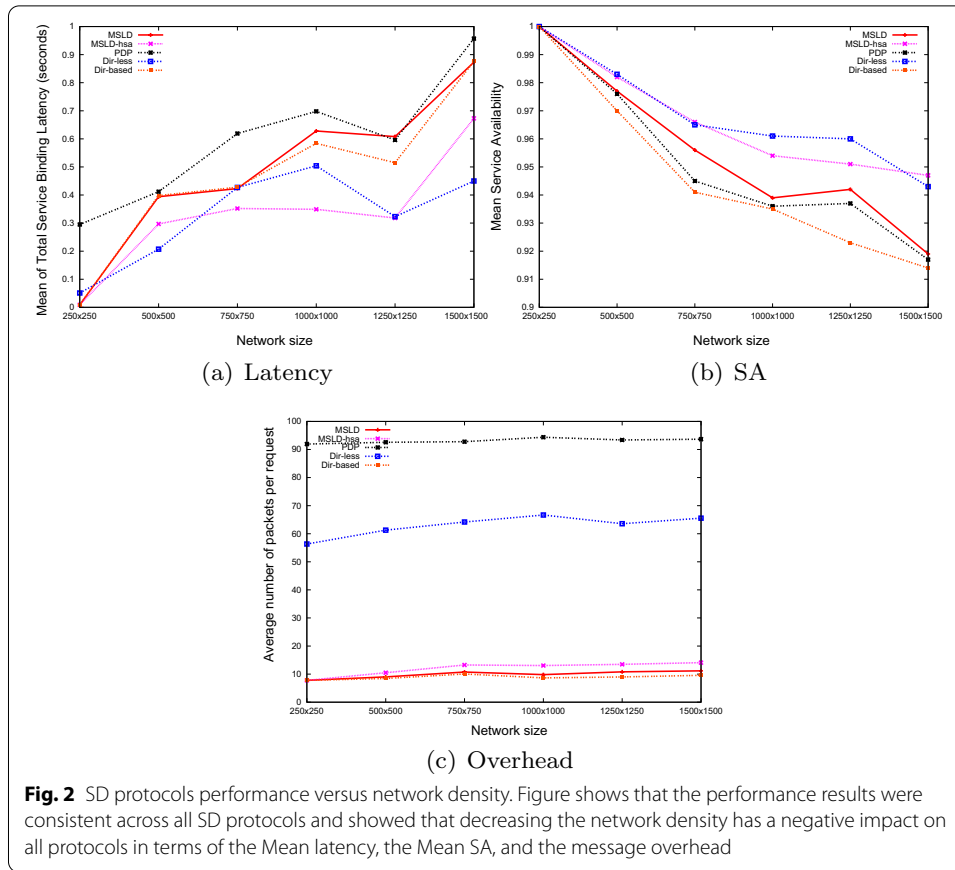 Mean of Total Service Binding Latency (seconds)
1
0.9
0.8
0.7
0.6
0.5
0.4
0.3
0.2
0.1
0
MSLD
MSLD-hsa
PDP
Dir-less
Dir-based
250x250 500x500 750x750 1000x1000 1250x1250 1500x1500
Network size
(a) Latency
Mean Service Availability
1
0.99
0.98
0.97
0.96
0.95
0.94
0.93
0.92
0.91
0.9
MSLD
MSLD-hsa
PDP
Dir-less
Dir-based
250x250 500x500 750x750 1000x1000 1250x1250 1500x1500
Network size
(b) SA
Average number of packets per request
100
90
80
70
60
50
40
30
20
10
0
MSLD
MSLD-hsa
PDP
Dir-less
Dir-based
250x250 500x500 750x750 1000x1000 1250x1250 1500x1500
Network size
(c) Overhead
Fig. 2 SD protocols performance versus network density. Figure shows that the performance results were
consistent across all SD protocols and showed that decreasing the network density has a negative impact on
all protocols in terms of the Mean latency, the Mean SA, and the message overhead